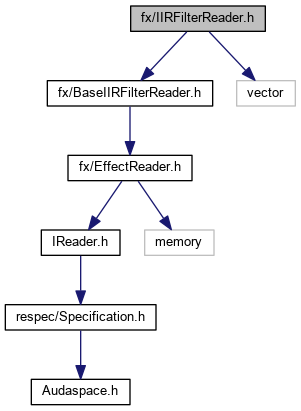 fx/IIRFilterReader.h
fx/BaseIIRFilterReader.h
vector
fx/EffectReader.h
IReader.h
memory
respec/Specification.h
Audaspace.h